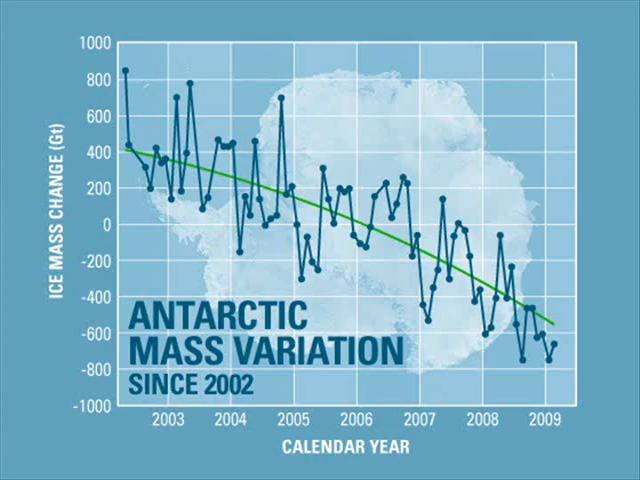 1000
800
600
400
200
0
-200
-400
-600
-800
-1000
ICE MASS CHANGE (Gt)
ANTARCTIC
MASS VARIATION
SINCE 2002
2003 2004 2005 2006 2007 2008 2009
CALENDAR YEAR